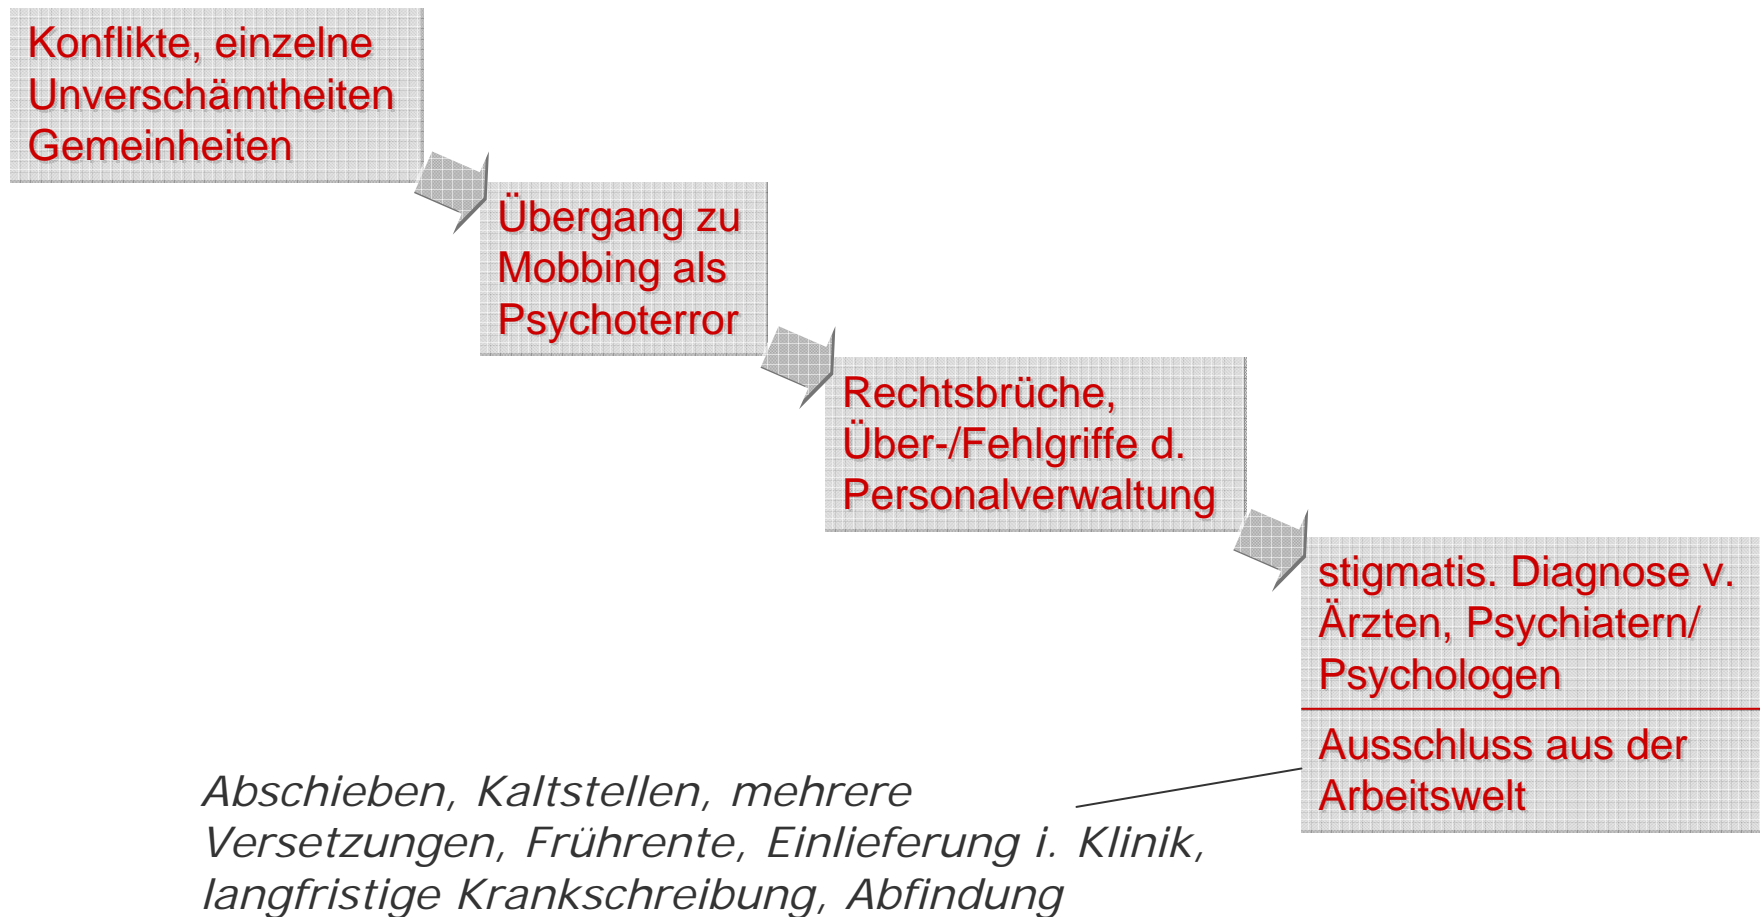 Konflikte, einzelne
Unverschämtheiten
Gemeinheiten
Übergang zu
Mobbing als
Psychoterror
Rechtsbrüche,
Über-/Fehlgriffe d.
Personalverwaltung
stigmatis. Diagnose v.
Ärzten, Psychiatern/
Psychologen
Ausschluss aus der
Arbeitswelt
Abschieben, Kaltstellen, mehrere
Versetzungen, Frührente, Einlieferung i. Klinik,
langfristige Krankschreibung, Abfindung